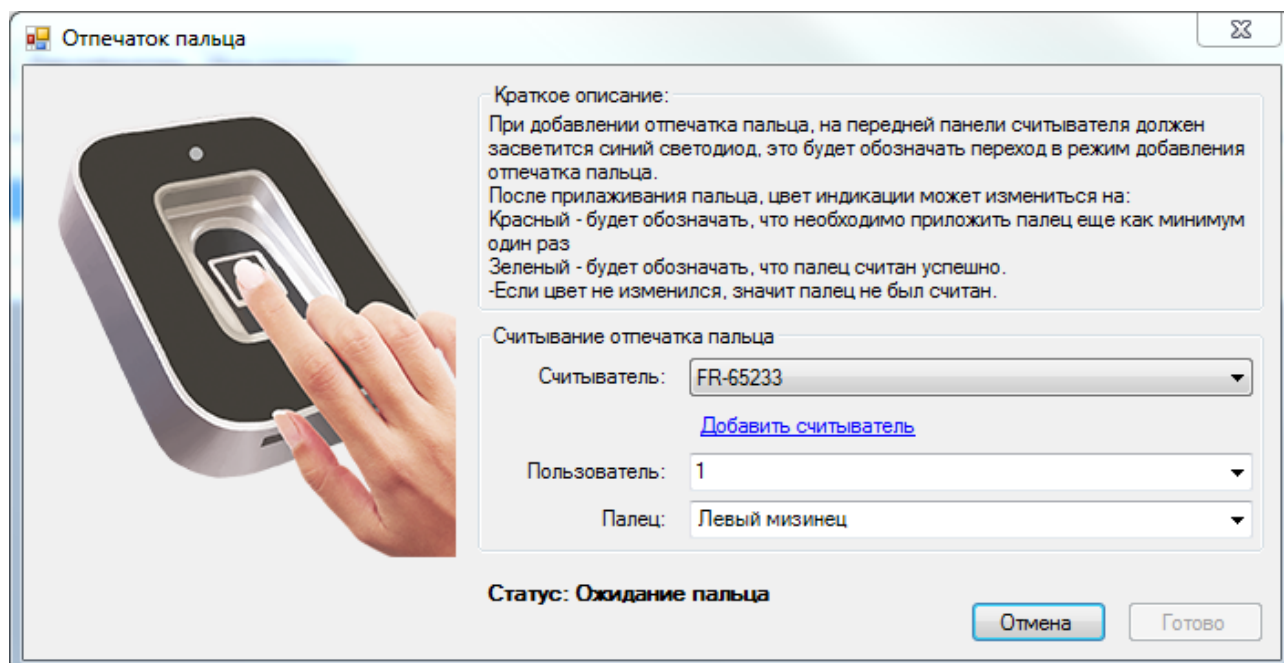 Отпечаток пальца
Краткое описание:
При добавлении отпечатка пальца, на передней панели считывателя должен
засветится синий светодиод, это будет обозначать переход в режим добавления
отпечатка пальца.
После прилаживания пальца, цвет индикации может измениться на:
Красный - будет обозначать, что необходимо приложить палец еще как минимум
один раз
Зеленый - будет обозначать, что палец считан успешно.
-Если цвет не изменился, значит палец не был считан.
Считывание отпечатка пальца
Считыватель: FR-65233
Добавить считыватель
Пользователь: 1
Палец: Левый мизинец
Статус: Ожидание пальца
Отмена Готово